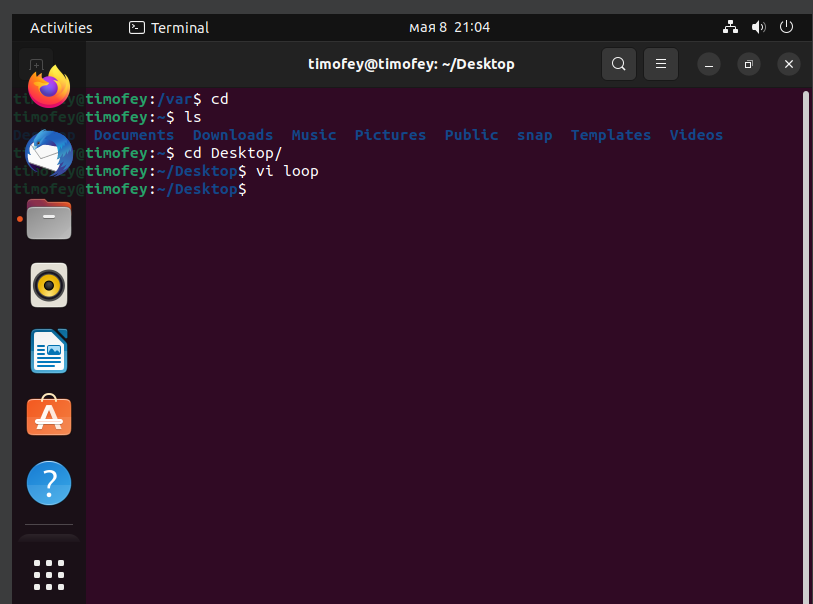 Activities Terminal мая 8 21:04
timofey@timofey: ~/Desktop
timofey@timofey:/var$ cd
timofey@timofey:~$ ls
Desktop Documents Downloads Music Pictures Public snap Templates Videos
timofey@timofey:~$ cd Desktop/
timofey@timofey:~/Desktop$ vi loop
timofey@timofey:~/Desktop$